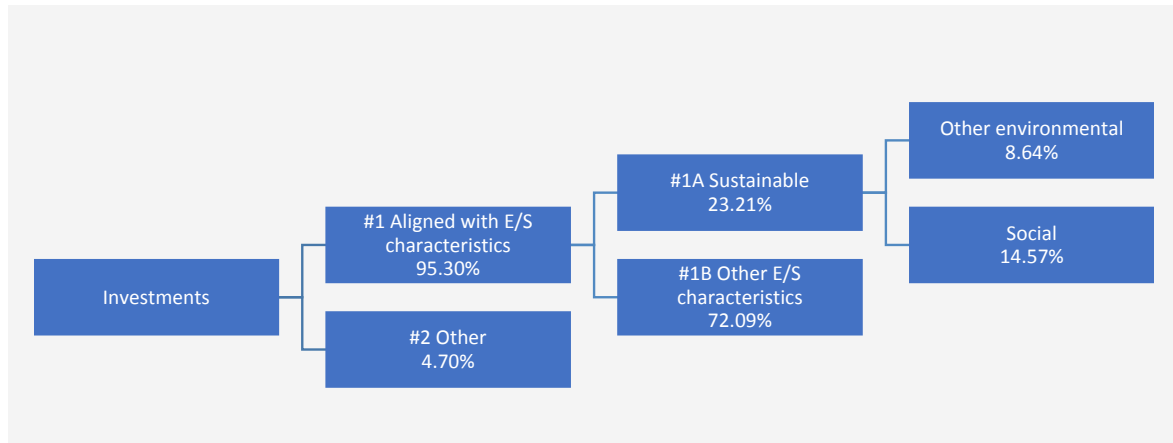 Investments
#1 Aligned with E/S
characteristics
95.30%
#2 Other
4.70%
#1A Sustainable
23.21%
#1B Other E/S
characteristics
72.09%
Other environmental
8.64%
Social
14.57%